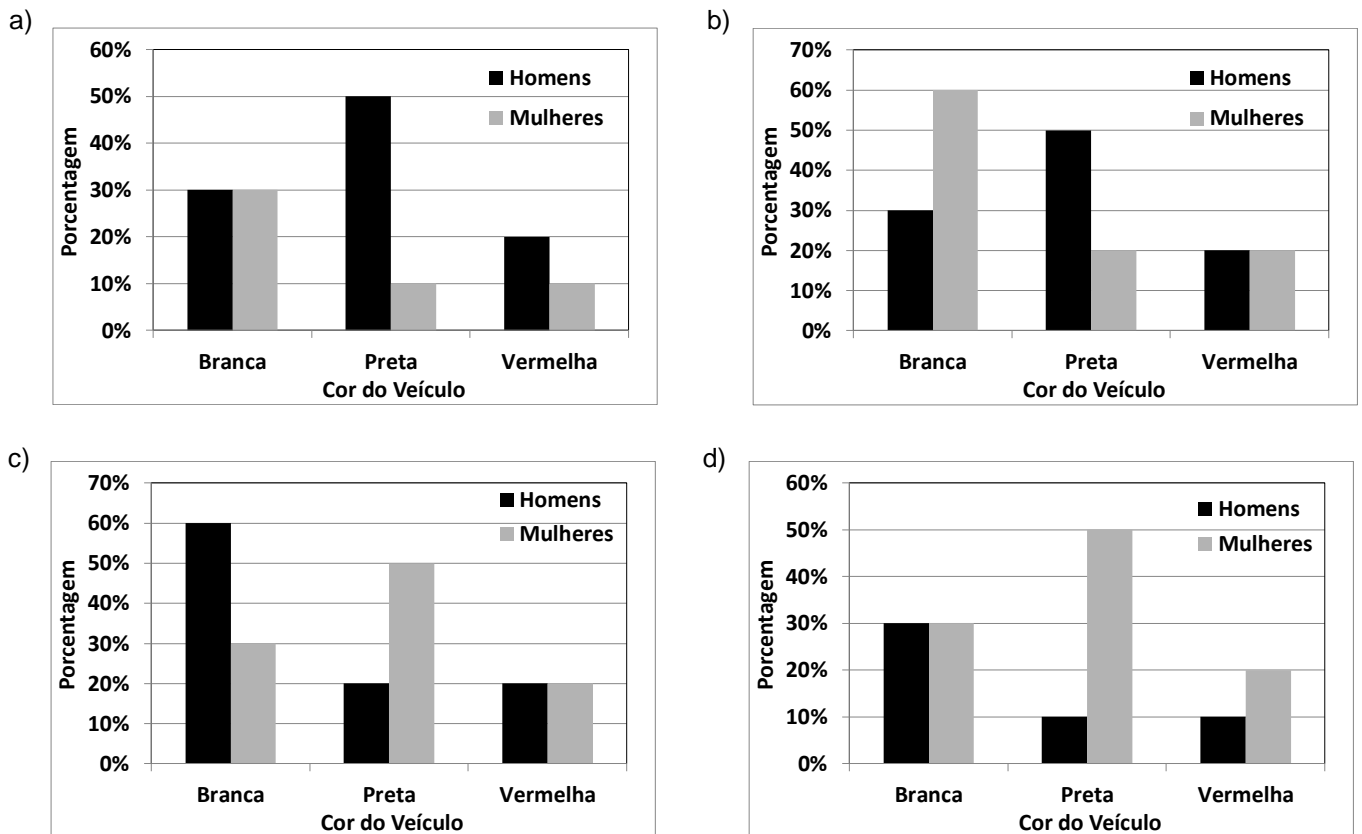 a)
60%
50%
40%
30%
20%
10%
0%
Porcentagem
Homens
Mulheres
Branca Preta Vermelha
Cor do Veículo
b)
70%
60%
50%
40%
30%
20%
10%
0%
Porcentagem
Homens
Mulheres
Branca Preta Vermelha
Cor do Veículo
c)
70%
60%
50%
40%
30%
20%
10%
0%
Porcentagem
Homens
Mulheres
Branca Preta Vermelha
Cor do Veículo
d)
60%
50%
40%
30%
20%
10%
0%
Porcentagem
Homens
Mulheres
Branca Preta Vermelha
Cor do Veículo